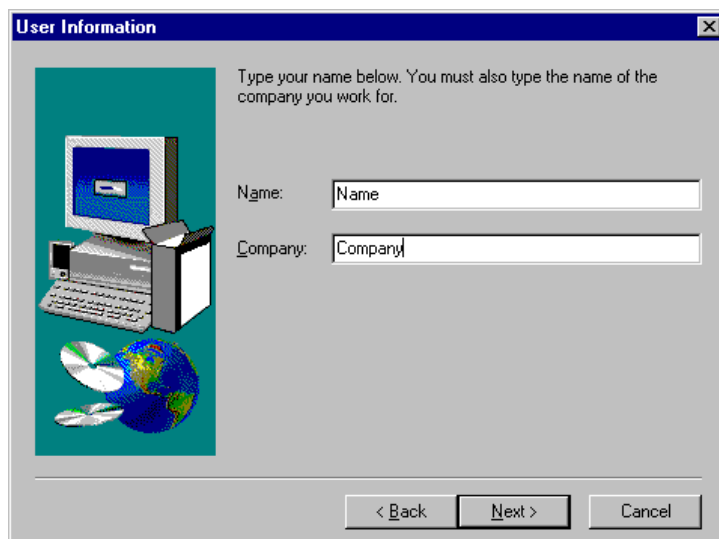 User Information
Type your name below. You must also type the name of the
company you work for.
Name: Name
Company: Company
< Back Next > Cancel